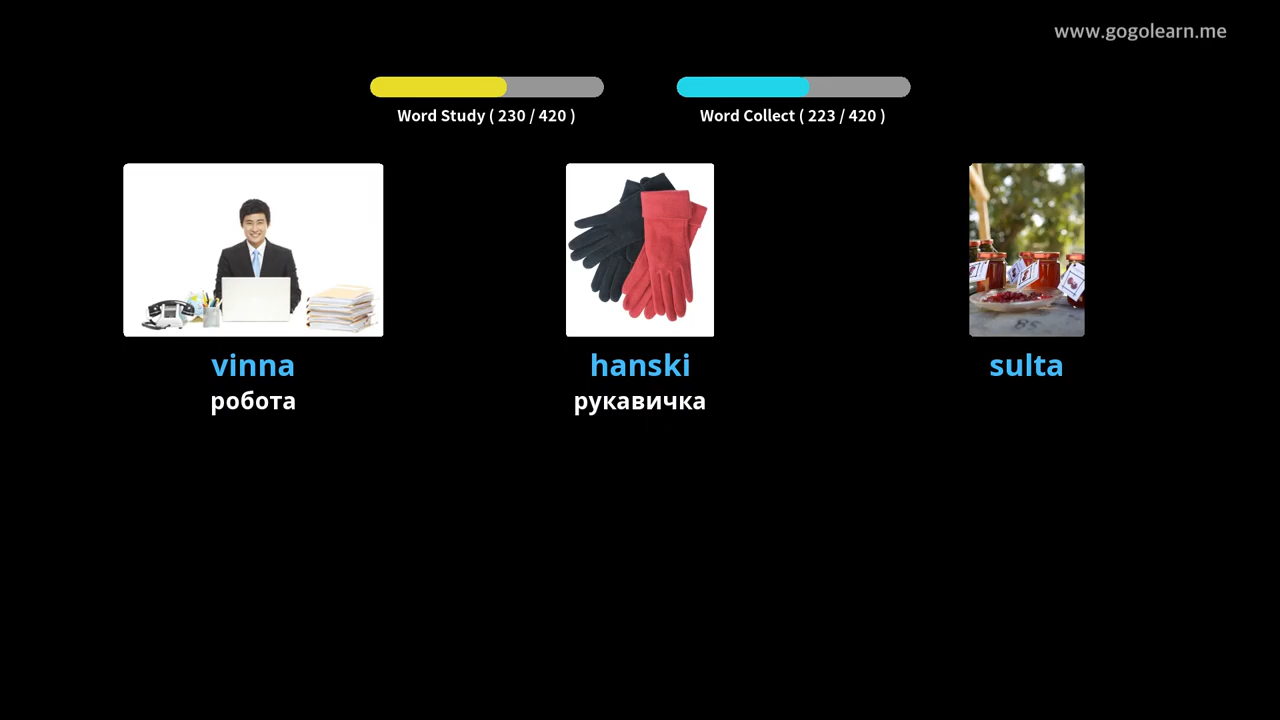 www.gogolearn.me
Word Study ( 230 / 420 )
Word Collect ( 223 / 420 )
vinna
робота
hanski
рукавичка
sulta